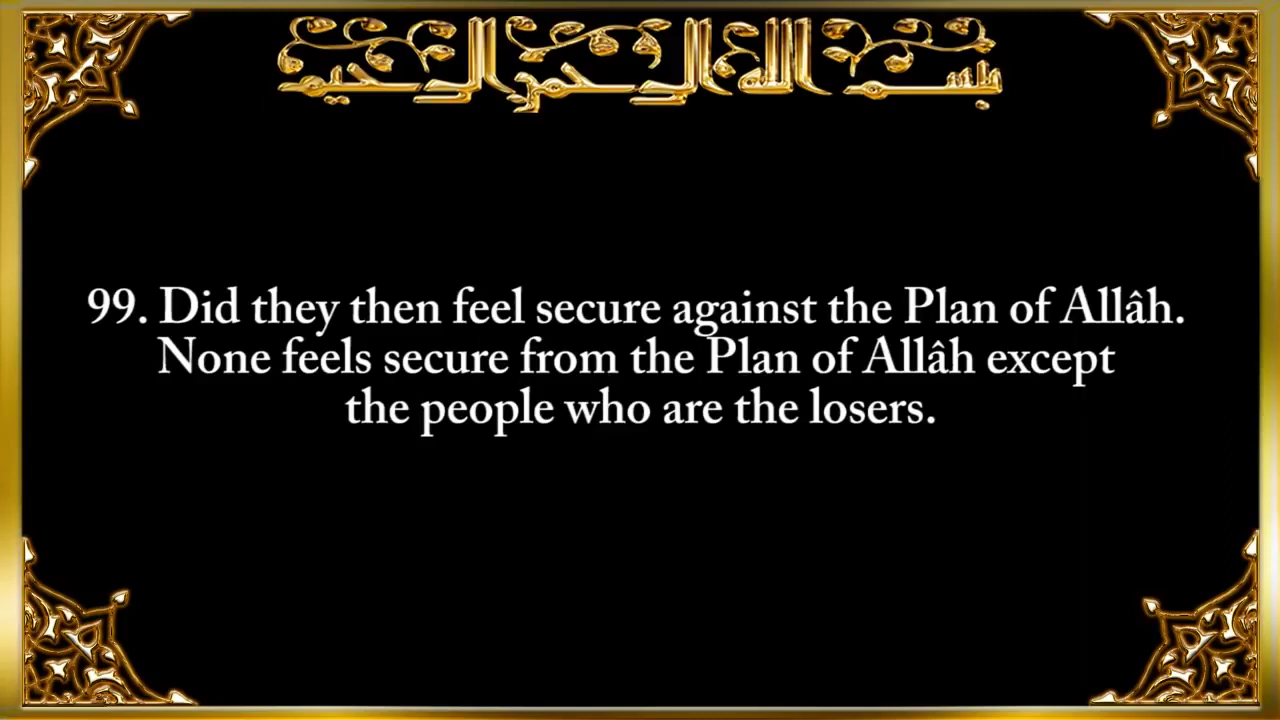 بسم الله الرحمن الرحيم
99. Did they then feel secure against the Plan of Allâh.
None feels secure from the Plan of Allâh except
the people who are the losers.